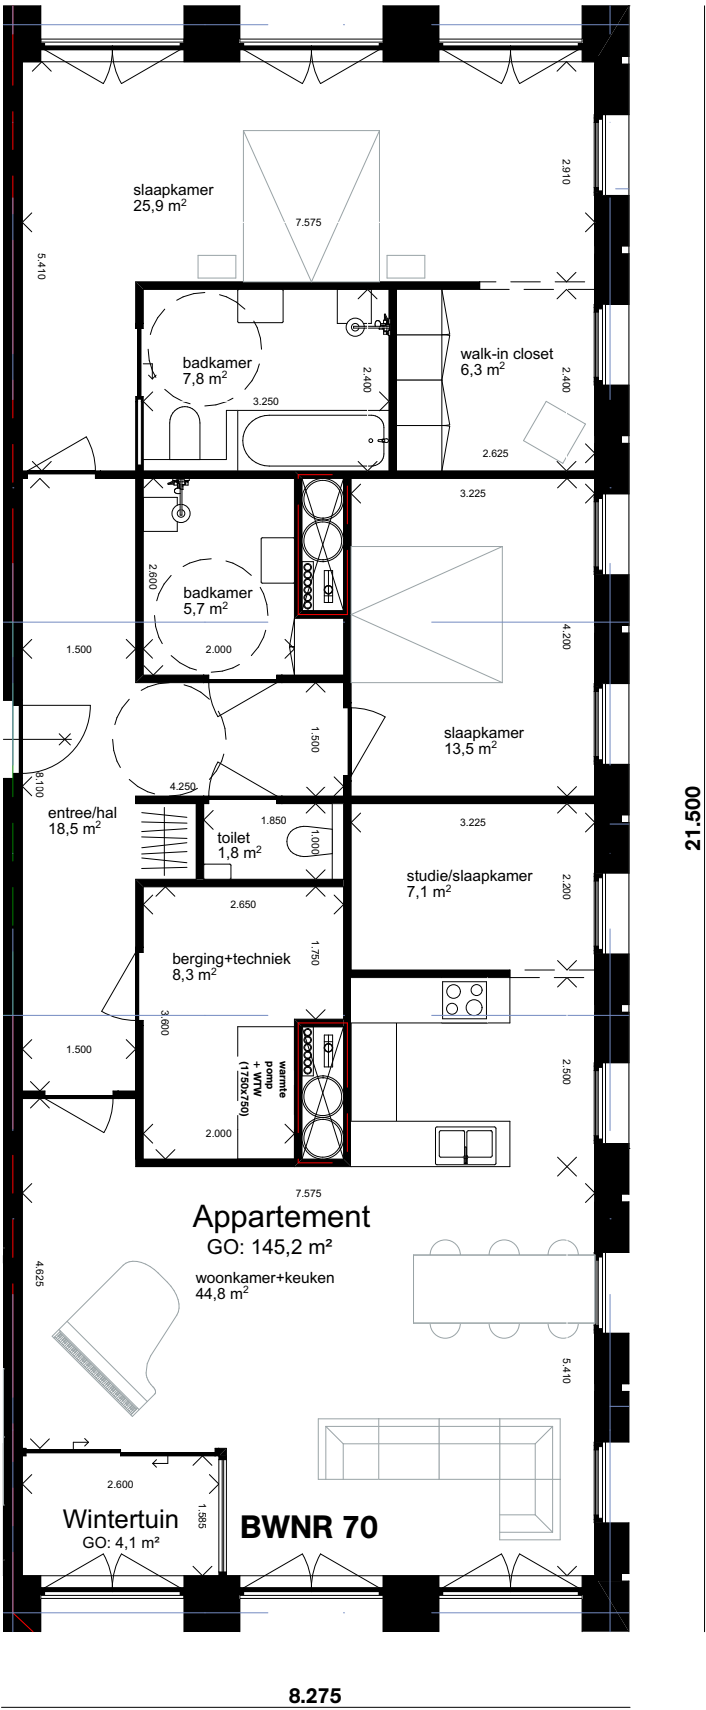 2.910
slaapkamer
25,9 m²
7.575
5.410
badkamer
7,8 m²
3.250
2.400
walk-in closet
6,3 m²
2.400
2.625
3.225
2.600
badkamer
5,7 m²
4.200
1.500
2.000
1.500
slaapkamer
13,5 m²
8.100
4.250
entree/hal
18,5 m²
1.850
toilet
1,8 m²
1.000
3.225
21.500
studie/slaapkamer
7,1 m²
2.200
2.650
berging+techniek
8,3 m²
1.750
3.600
1.500
warmte
pomp
+ WTW
(1750x750)
2.500
2.000
7.575
Appartement
GO: 145,2 m²
woonkamer+keuken
44,8 m²
4.625
5.410
2.600
1.585
Wintertuin
GO: 4,1 m²
BWNR 70
8.275